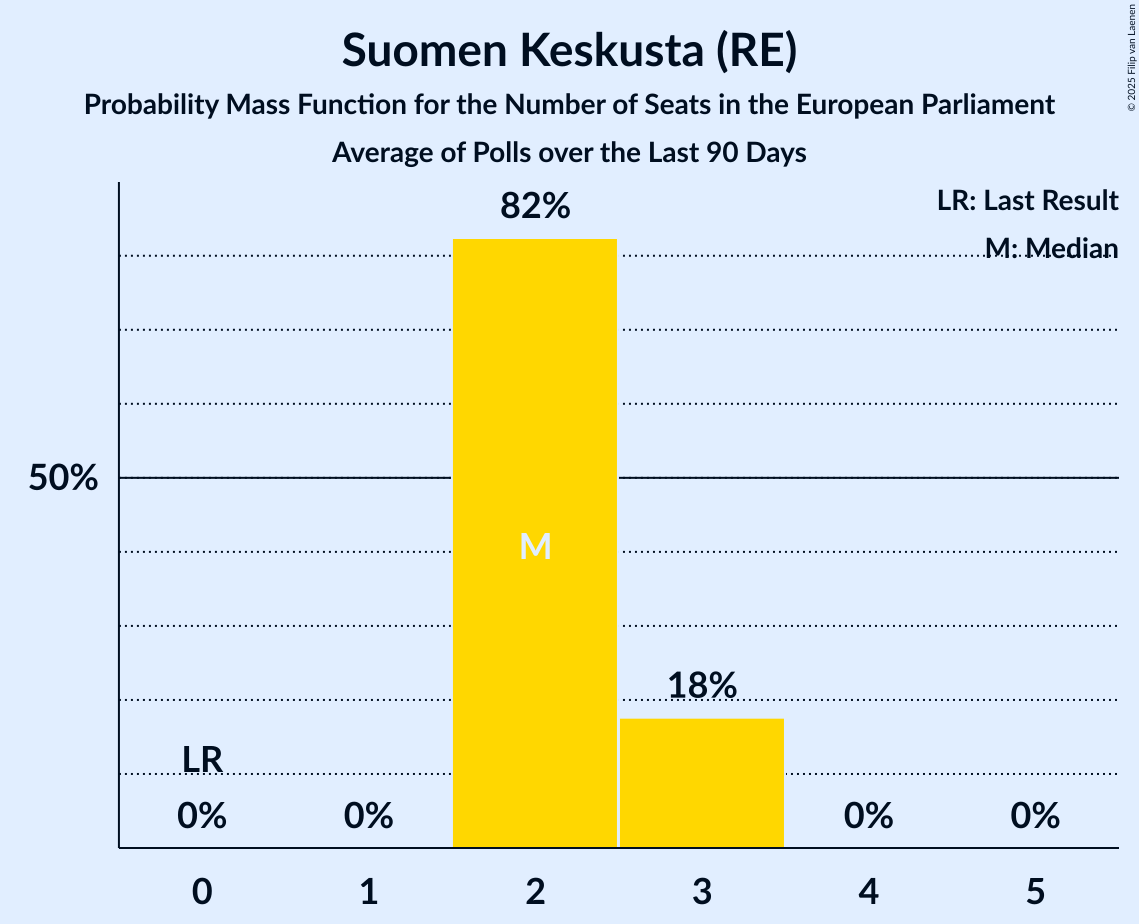 Suomen Keskusta (RE)
Probability Mass Function for the Number of Seats in the European Parliament
Average of Polls over the Last 90 Days
© 2025 Filip van Laenen
LR: Last Result
M: Median
82%
50%
M
18%
LR
0%
0%
0%
0%
0
1
2
3
4
5